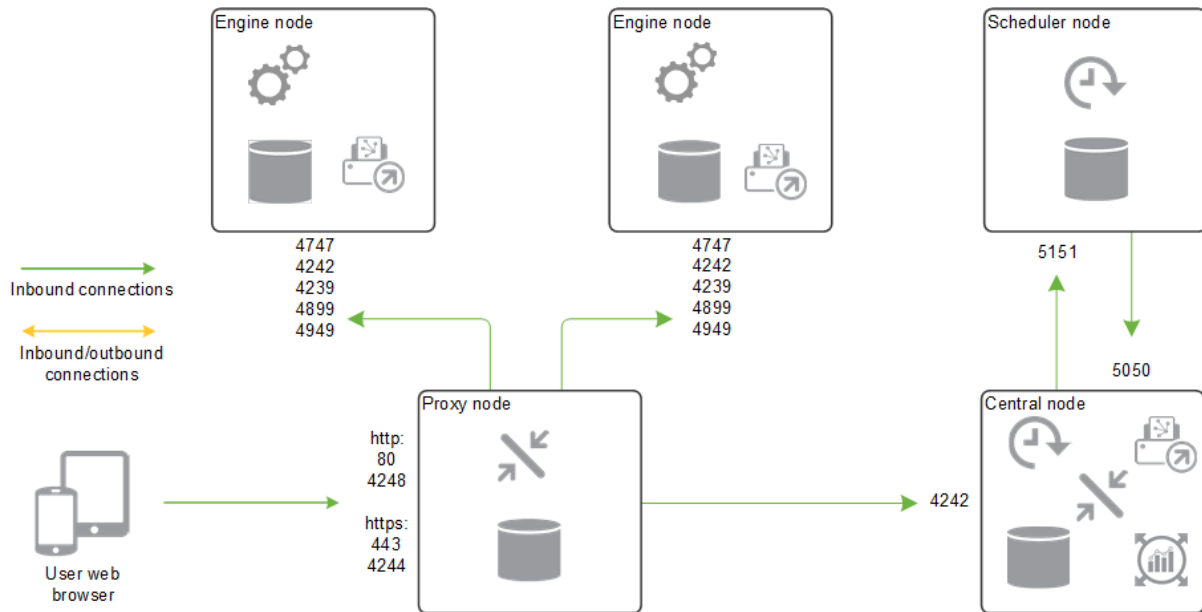 Engine node
Engine node
Scheduler node
4747
4242
4239
4899
4949
4747
4242
4239
4899
4949
5151
5050
Inbound connections
Inbound/outbound
connections
Proxy node
Central node
http:
80
4248
https:
443
4244
4242
User web
browser